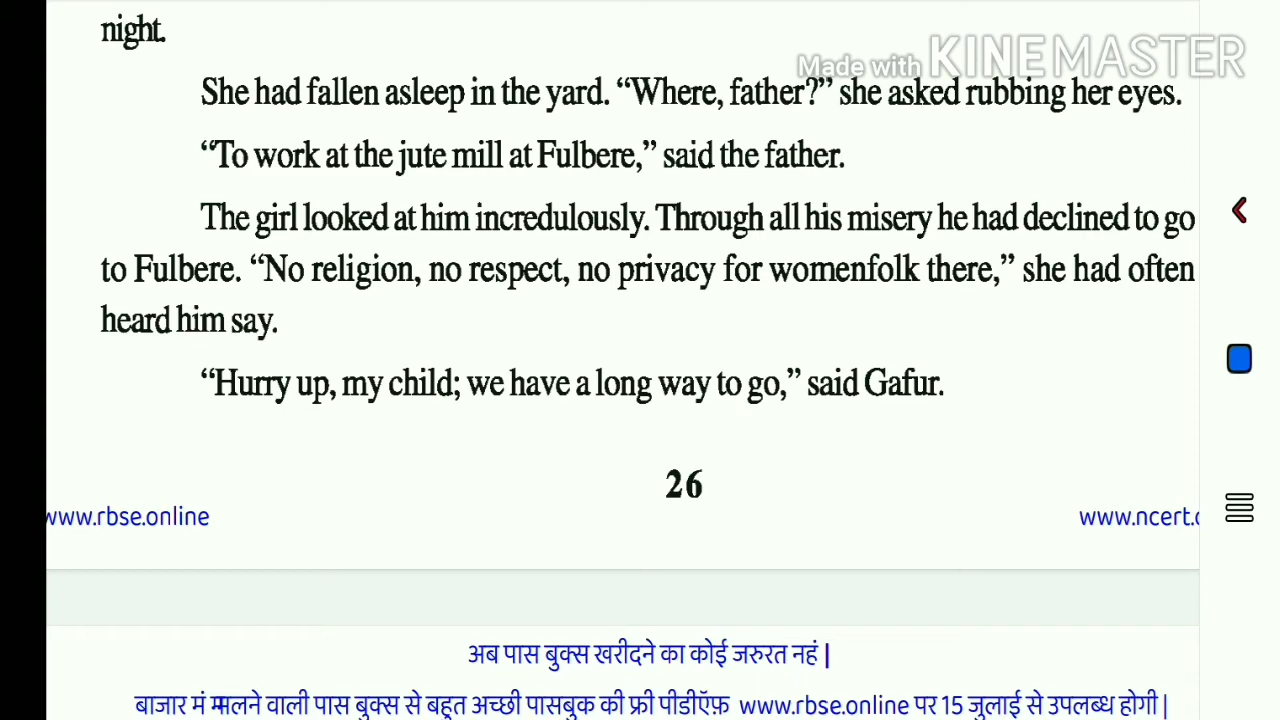 night.
Made with KINEMASTER
She had fallen asleep in the yard. “Where, father?” she asked rubbing her eyes.
“To work at the jute mill at Fulbere,” said the father.
The girl looked at him incredulously. Through all his misery he had declined to go
to Fulbere. “No religion, no respect, no privacy for womenfolk there,” she had often
heard him say.
“Hurry up, my child; we have a long way to go,” said Gafur.
26
www.rbse.online
www.ncert.
अब पास बुक्स खरीदने का कोई जरुरत नहं |
बाजार मं वाली पास बुक्स से बहुत अच्छी पासबुक की फ्री पीडीऍफ़ www.rbse.online पर 15 जुलाई से उपलब्ध होगी |